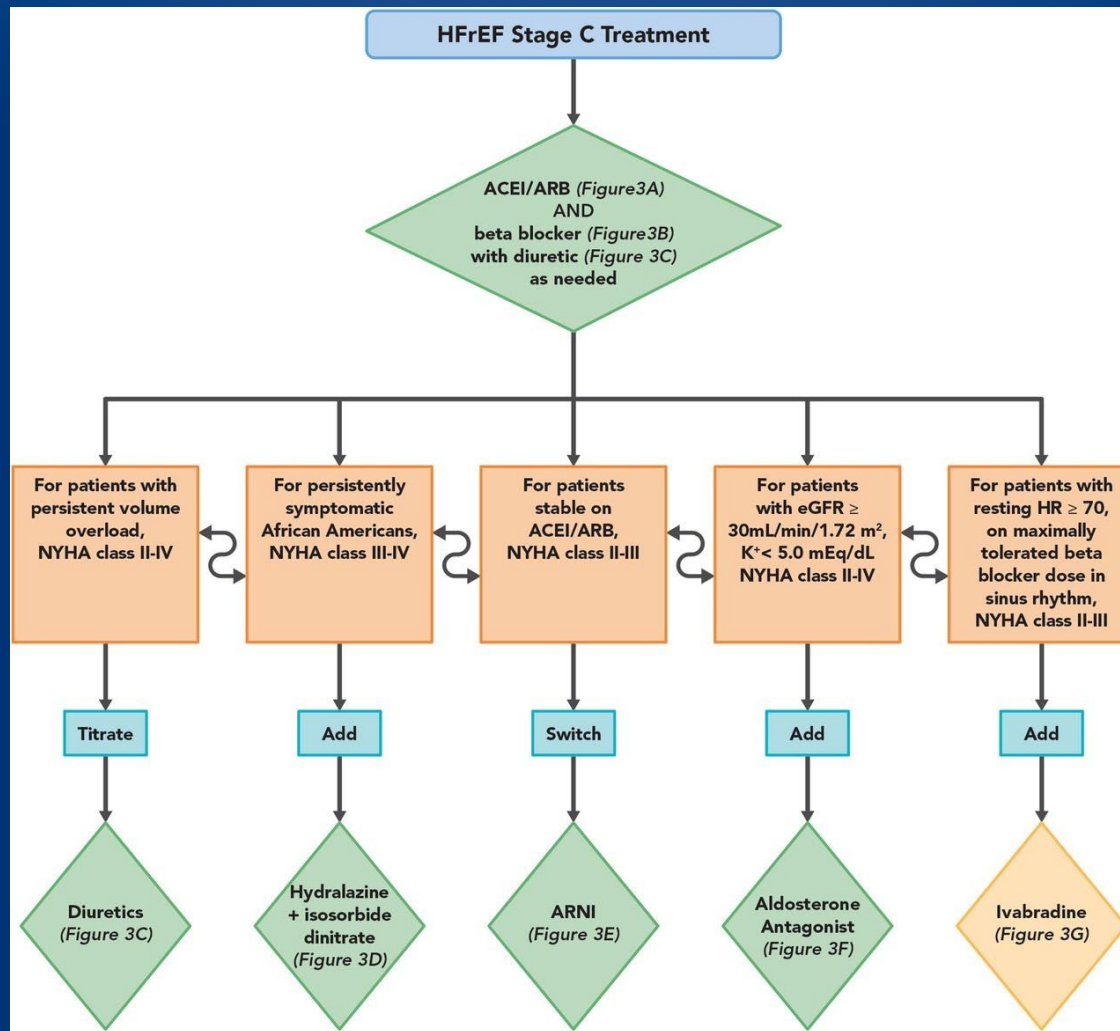 HFrEF Stage C Treatment
ACEI/ARB (Figure3A)
AND
beta blocker (Figure3B)
with diuretic (Figure 3C)
as needed
For patients with
persistent volume
overload,
NYHA class II-IV
For persistently
symptomatic
African Americans,
NYHA class III-IV
For patients
stable on
ACEI/ARB,
NYHA class II-III
For patients
with eGFR ≥
30mL/min/1.72 m²,
K⁺< 5.0 mEq/dL
NYHA class II-IV
For patients with
resting HR ≥ 70,
on maximally
tolerated beta
blocker dose in
sinus rhythm,
NYHA class II-III
Titrate
Add
Switch
Add
Add
Diuretics
(Figure 3C)
Hydralazine
+ isosorbide
dinitrate
(Figure 3D)
ARNI
(Figure 3E)
Aldosterone
Antagonist
(Figure 3F)
Ivabradine
(Figure 3G)